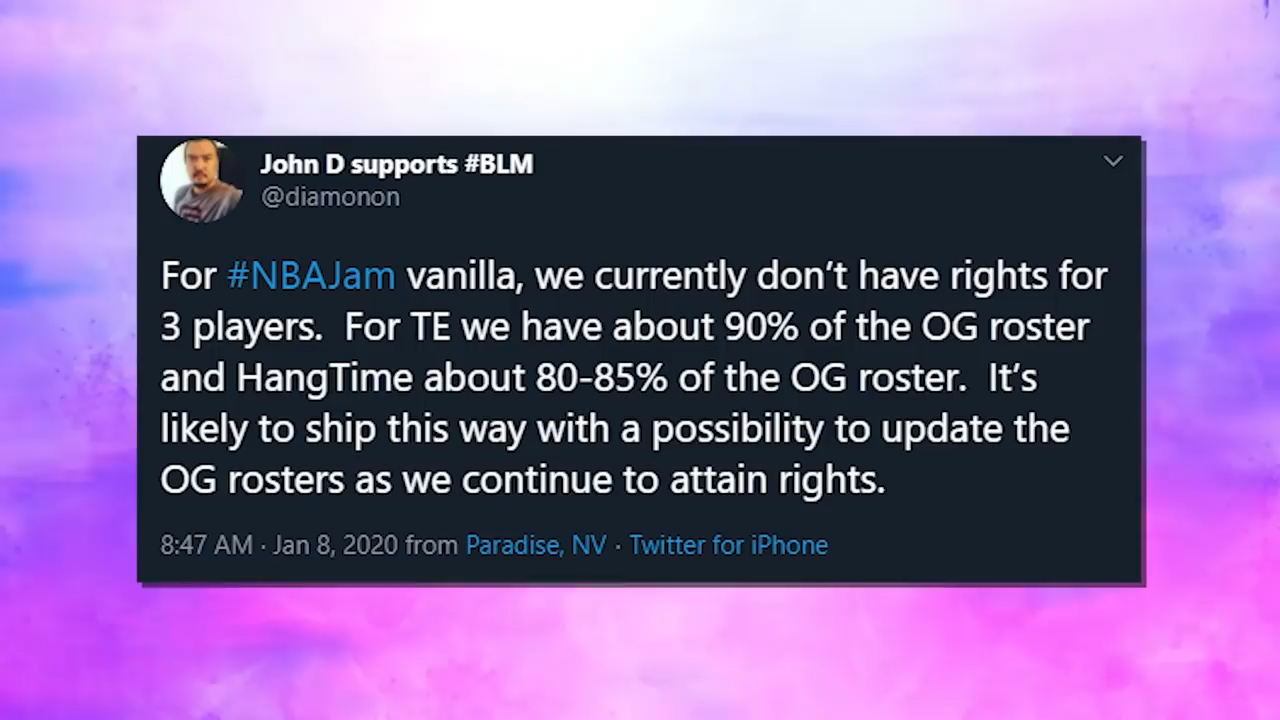 John D supports #BLM
@diamonon
For #NBAJam vanilla, we currently don’t have rights for
3 players.  For TE we have about 90% of the OG roster
and HangTime about 80-85% of the OG roster.  It’s
likely to ship this way with a possibility to update the
OG rosters as we continue to attain rights.
8:47 AM · Jan 8, 2020 from Paradise, NV · Twitter for iPhone